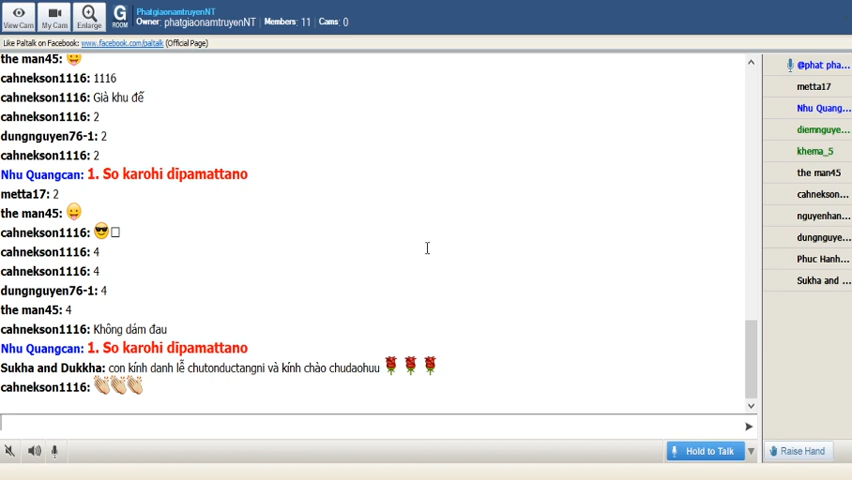 View Cam
My Cam
Enlarge
G
ROOM
PhatgiaonamtruyenNT
Owner: phatgiaonamtruyenNT Members: 11 Cams: 0
Like Paltalk on Facebook: www.facebook.com/paltalk (Official Page)
the man45:
cahnekson1116: 1116
cahnekson1116: Già khu đế
cahnekson1116: 2
dungnguyen76-1: 2
cahnekson1116: 2
Nhu Quangcan: 1. So karohi dīpamattano
metta17: 2
the man45:
cahnekson1116:
cahnekson1116: 4
cahnekson1116: 4
dungnguyen76-1: 4
the man45: 4
cahnekson1116: Không dám đau
Nhu Quangcan: 1. So karohi dīpamattano
Sukha and Dukkha: con kính danh lễ chutonductangni và kính chào chudaohuu
cahnekson1116:
@phat pha...
metta17
Nhu Quang...
diemnguye...
khema_5
the man45
cahnekson...
nguyenhan...
dungnguye...
Phuc Hanh...
Sukha and ...
Hold to Talk
Raise Hand